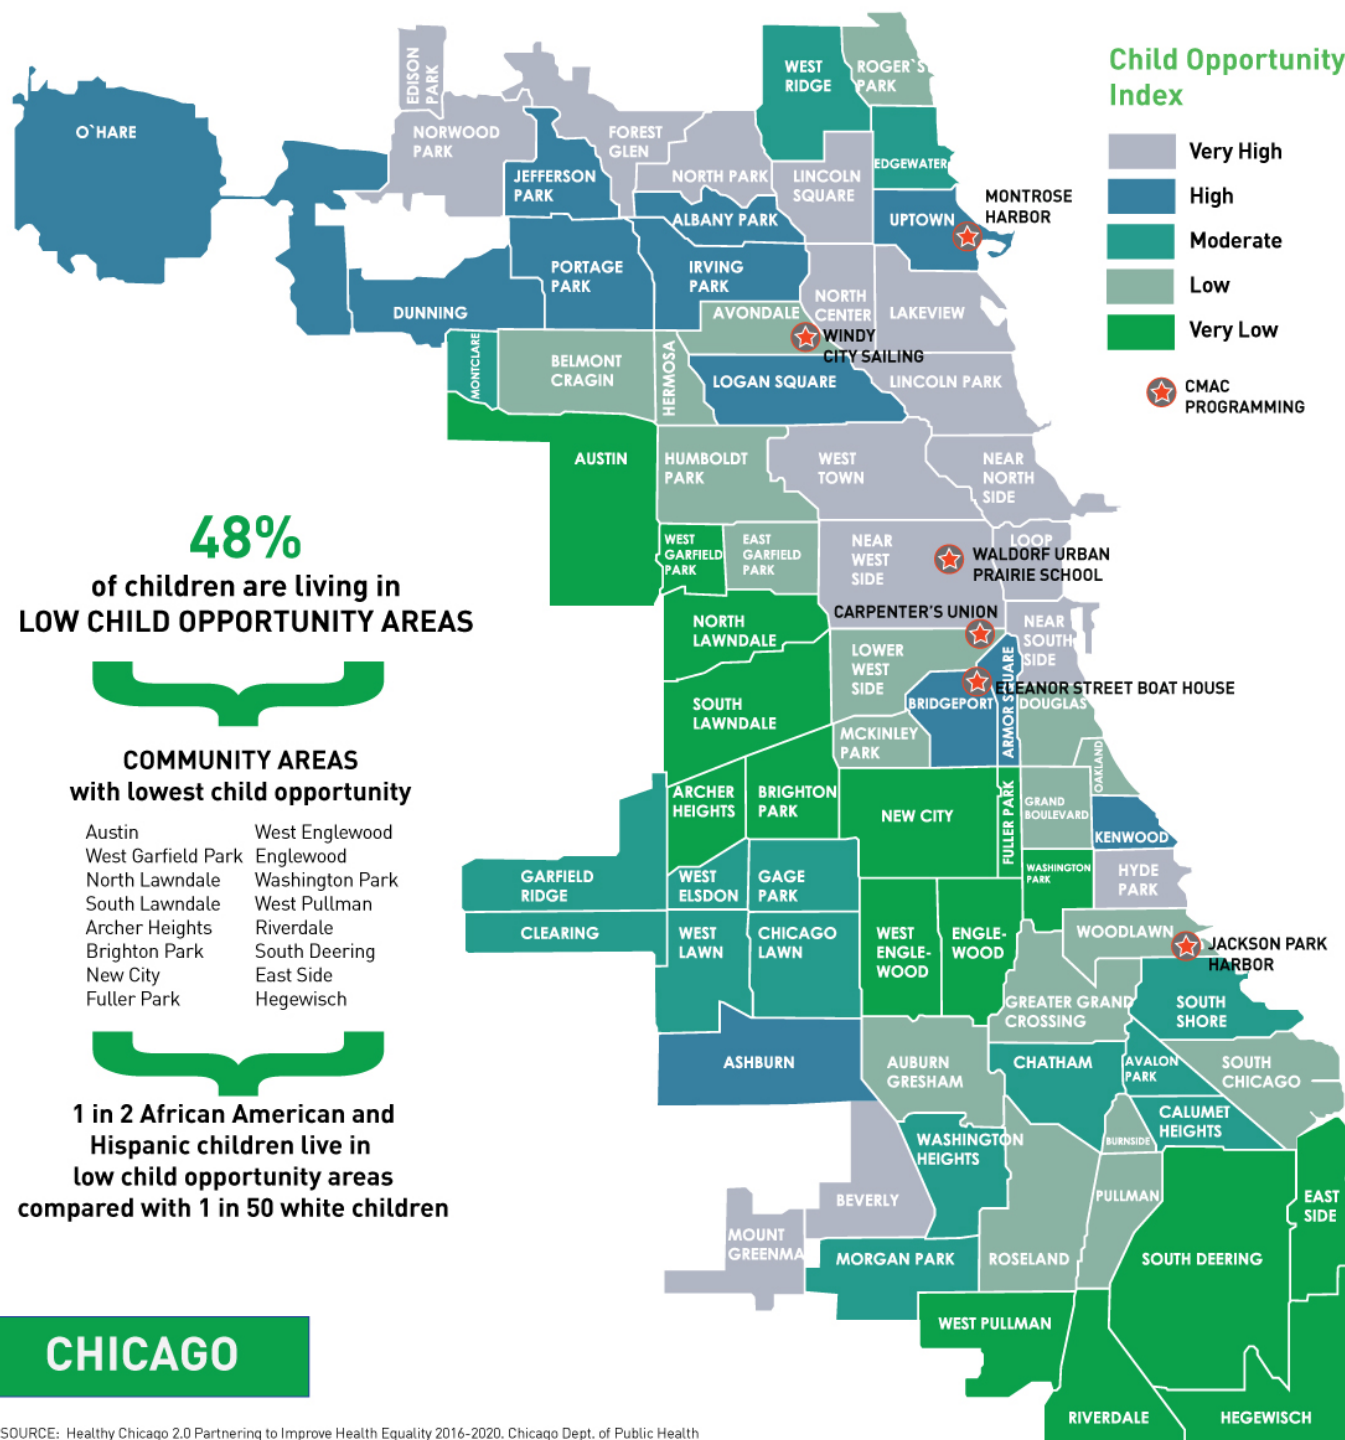 EDISON
PARK
NORWOOD
PARK
O`HARE
FOREST
GLEN
JEFFERSON
PARK
NORTH PARK
WEST
RIDGE
ROGER`S
PARK
LINCOLN
SQUARE
EDGEWATER
ALBANY PARK
UPTOWN
MONTROSE
HARBOR
PORTAGE
PARK
IRVING
PARK
DUNNING
AVONDALE
NORTH
CENTER
LAKEVIEW
WINDY
CITY SAILING
MONTCLARE
BELMONT
CRAGIN
HERMOSA
LOGAN SQUARE
LINCOLN PARK
Child Opportunity
Index
Very High
High
Moderate
Low
Very Low
CMAC
PROGRAMMING
AUSTIN
HUMBOLDT
PARK
WEST
TOWN
NEAR
NORTH
SIDE
WEST
GARFIELD
PARK
EAST
GARFIELD
PARK
NEAR
WEST
SIDE
LOOP
WALDORF URBAN
PRAIRIE SCHOOL
CARPENTER'S UNION
NORTH
LAWNDALE
LOWER
WEST
SIDE
NEAR
SOUTH
SIDE
ELEANOR STREET BOAT HOUSE
SOUTH
LAWNDALE
BRIDGEPORT
ARMOR SQUARE
DOUGLAS
MCKINLEY
PARK
OAKLAND
ARCHER
HEIGHTS
BRIGHTON
PARK
NEW CITY
FULLER PARK
GRAND
BOULEVARD
KENWOOD
GARFIELD
RIDGE
WEST
ELSDON
GAGE
PARK
WASHINGTON
PARK
HYDE
PARK
CLEARING
WEST
LAWN
CHICAGO
LAWN
WEST
ENGLE-
WOOD
ENGLE-
WOOD
WOODLAWN
JACKSON PARK
HARBOR
GREATER GRAND
CROSSING
SOUTH
SHORE
ASHBURN
AUBURN
GRESHAM
CHATHAM
AVALON
PARK
SOUTH
CHICAGO
WASHINGTON
HEIGHTS
BURNSIDE
CALUMET
HEIGHTS
BEVERLY
PULLMAN
EAST
SIDE
MOUNT
GREENMA
MORGAN PARK
ROSELAND
SOUTH DEERING
WEST PULLMAN
RIVERDALE
HEGEWISCH
48%
of children are living in
LOW CHILD OPPORTUNITY AREAS
COMMUNITY AREAS
with lowest child opportunity
Austin
West Garfield Park
North Lawndale
South Lawndale
Archer Heights
Brighton Park
New City
Fuller Park
West Englewood
Englewood
Washington Park
West Pullman
Riverdale
South Deering
East Side
Hegewisch
1 in 2 African American and
Hispanic children live in
low child opportunity areas
compared with 1 in 50 white children
CHICAGO
SOURCE: Healthy Chicago 2.0 Partnering to Improve Health Equality 2016-2020. Chicago Dept. of Public Health